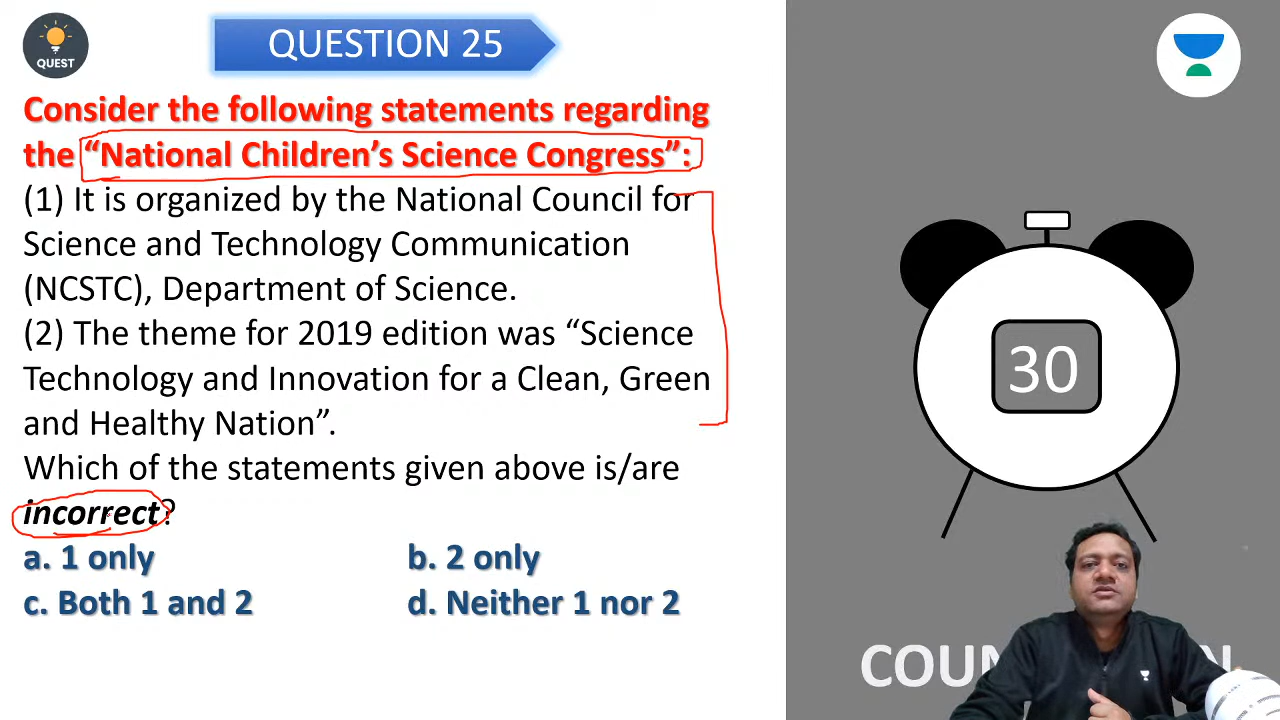 QUEST
QUESTION 25
Consider the following statements regarding
the “National Children’s Science Congress”:
(1) It is organized by the National Council for
Science and Technology Communication
(NCSTC), Department of Science.
(2) The theme for 2019 edition was “Science
Technology and Innovation for a Clean, Green
and Healthy Nation”.
Which of the statements given above is/are
incorrect?
a. 1 only
b. 2 only
c. Both 1 and 2
d. Neither 1 nor 2
30